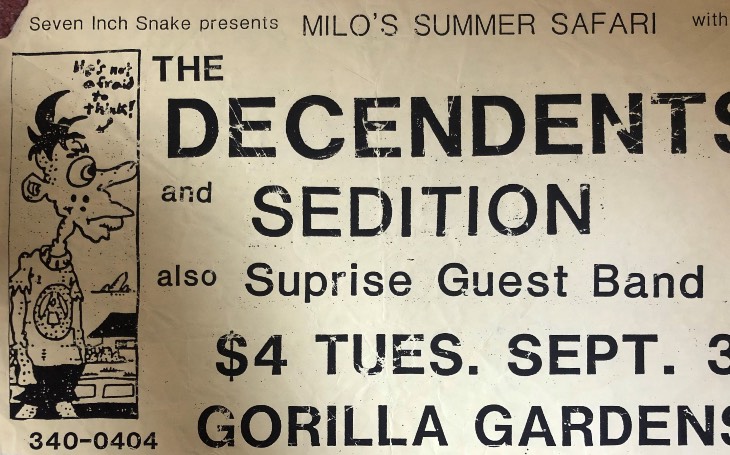 Seven Inch Snake presents MILO'S SUMMER SAFARI with
He's not
afraid
to
think!
THE
DECENDENTS
and SEDITION
also Suprise Guest Band
$4 TUES. SEPT. 3
GORILLA GARDENS
340-0404